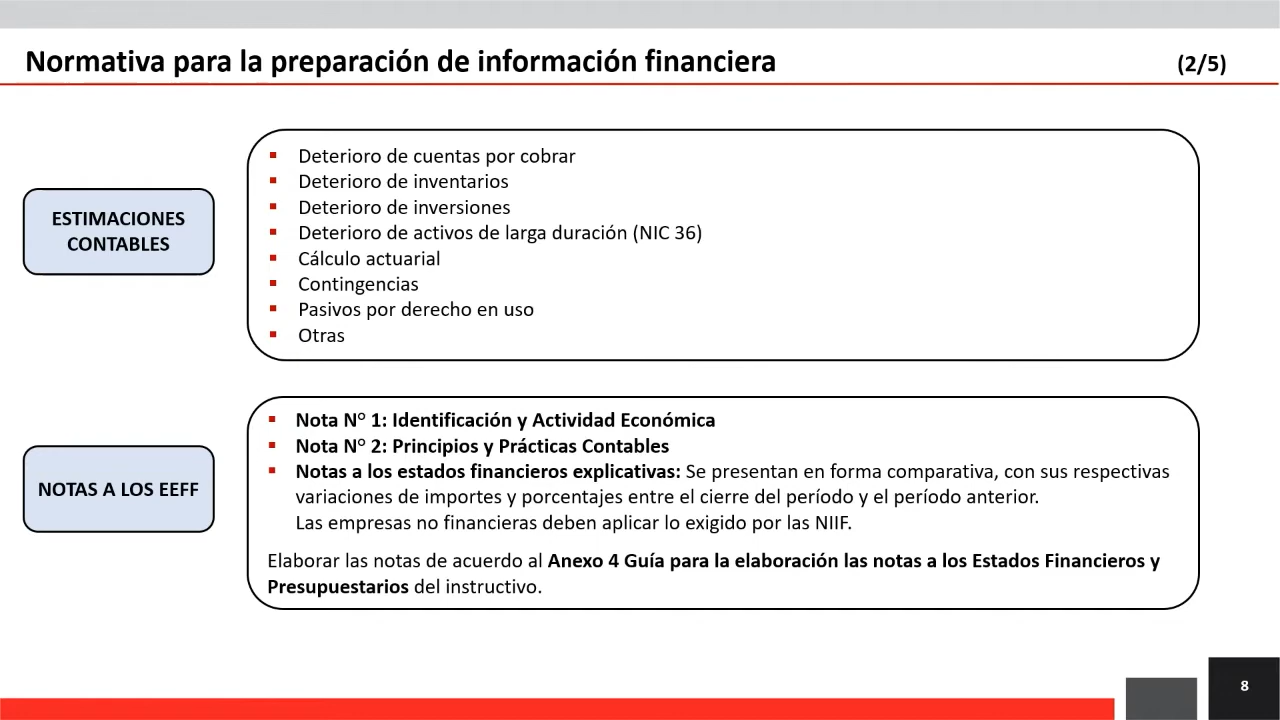 Normativa para la preparación de información financiera (2/5)
ESTIMACIONES
CONTABLES
▪ Deterioro de cuentas por cobrar
▪ Deterioro de inventarios
▪ Deterioro de inversiones
▪ Deterioro de activos de larga duración (NIC 36)
▪ Cálculo actuarial
▪ Contingencias
▪ Pasivos por derecho en uso
▪ Otras
NOTAS A LOS EEFF
▪ Nota N° 1: Identificación y Actividad Económica
▪ Nota N° 2: Principios y Prácticas Contables
▪ Notas a los estados financieros explicativas: Se presentan en forma comparativa, con sus respectivas
variaciones de importes y porcentajes entre el cierre del período y el período anterior.
Las empresas no financieras deben aplicar lo exigido por las NIIF.
Elaborar las notas de acuerdo al Anexo 4 Guía para la elaboración las notas a los Estados Financieros y
Presupuestarios del instructivo.
8